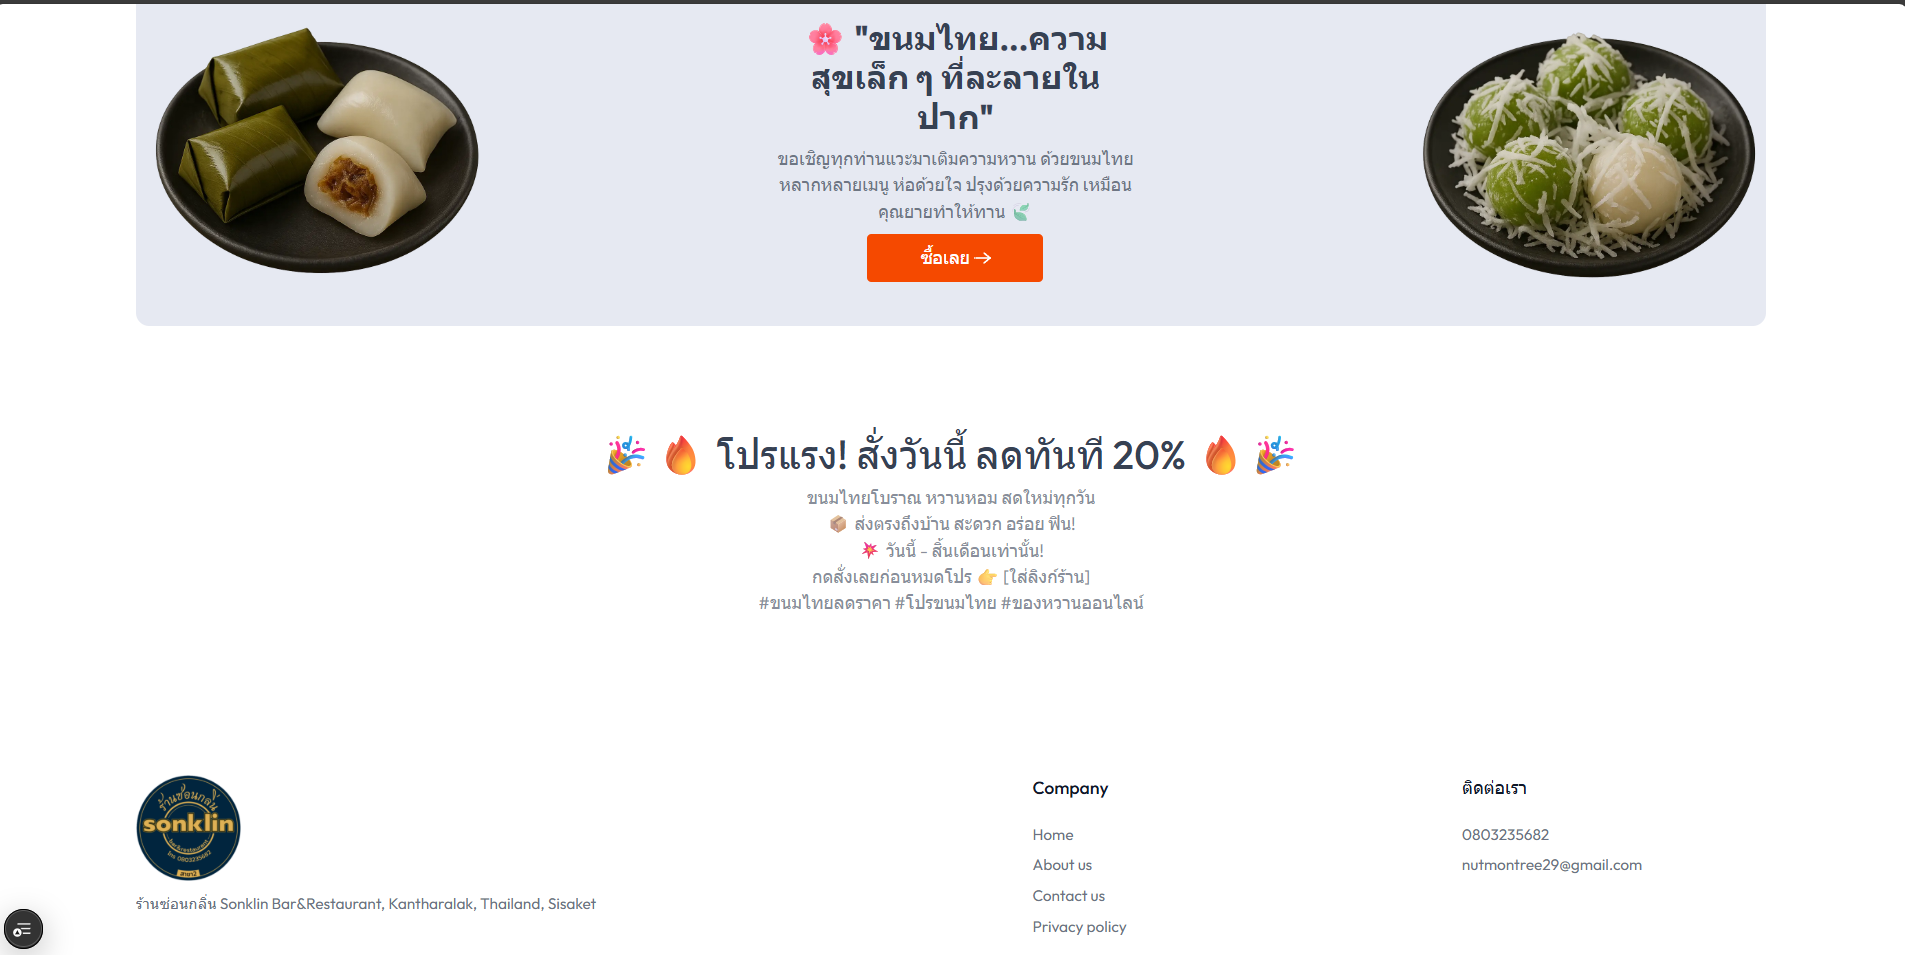 🌸 "ขนมไทย...ความ
สุขเล็ก ๆ ที่ละลายใน
ปาก"
ขอเชิญทุกท่านแวะมาเติมความหวาน ด้วยขนมไทย
หลากหลายเมนู ห่อด้วยใจ ปรุงด้วยความรัก เหมือน
คุณยายทำให้ทาน 🍃
ซื้อเลย →
🎉 🔥 โปรแรง! สั่งวันนี้ ลดทันที 20% 🔥 🎉
ขนมไทยโบราณ หวานหอม สดใหม่ทุกวัน
📦 ส่งตรงถึงบ้าน สะดวก อร่อย ฟิน!
💥 วันนี้ - สิ้นเดือนเท่านั้น!
กดสั่งเลยก่อนหมดโปร 👉 [ใส่ลิงก์ร้าน]
#ขนมไทยลดราคา #โปรขนมไทย #ของหวานออนไลน์
ร้านซ่อนกลิ่น
sonklin
bar&restaurant
โทร 0803235682
สาขา2
ร้านซ่อนกลิ่น Sonklin Bar&Restaurant, Kantharalak, Thailand, Sisaket
Company
Home
About us
Contact us
Privacy policy
ติดต่อเรา
0803235682
nutmontree29@gmail.com